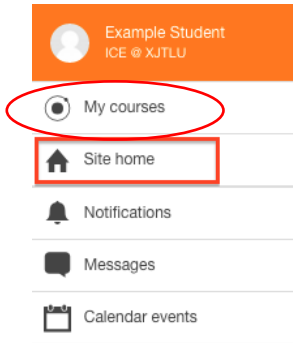 Example Student
ICE @ XJTLU
My courses
Site home
Notifications
Messages
Calendar events